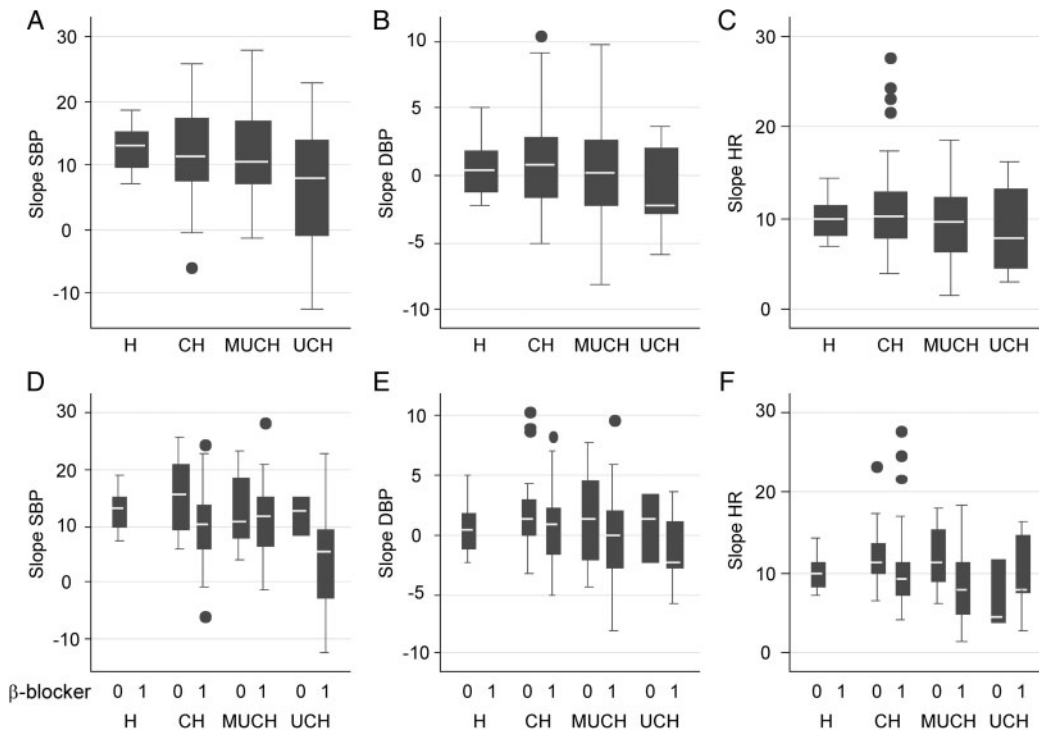 A
30
20
10
0
-10
Slope SBP
H CH MUCH UCH
B
10
5
0
-5
-10
Slope DBP
H CH MUCH UCH
C
30
20
10
0
Slope HR
H CH MUCH UCH
D
30
20
10
0
-10
Slope SBP
β-blocker 0 1 0 1 0 1 0 1
H CH MUCH UCH
E
10
5
0
-5
-10
Slope DBP
0 1 0 1 0 1 0 1
H CH MUCH UCH
F
30
20
10
0
Slope HR
0 1 0 1 0 1 0 1
H CH MUCH UCH